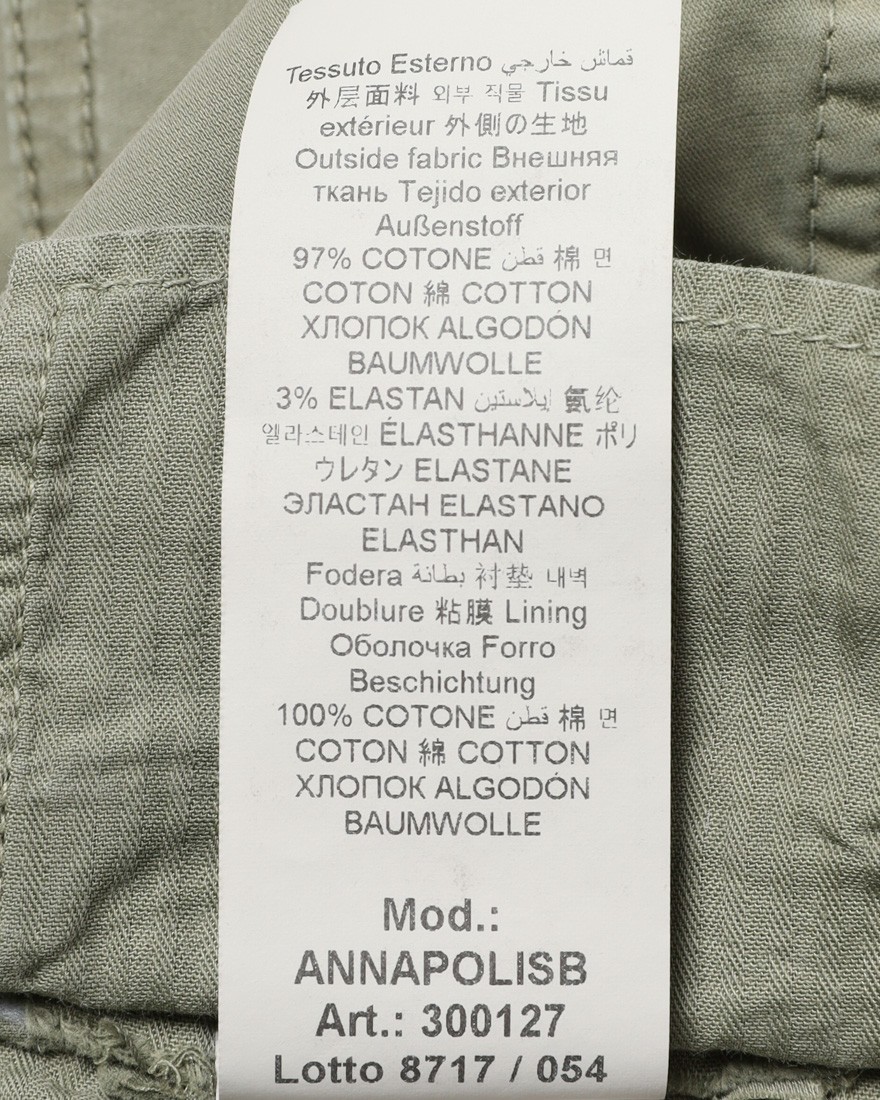 Tessuto Esterno قماش خارجي
外层面料 외부 직물 Tissu
extérieur 外側の生地
Outside fabric Внешняя
ткань Tejido exterior
Außenstoff
97% COTONE قطن 棉 면
COTON 綿 COTTON
ХЛОПОК ALGODÓN
BAUMWOLLE
3% ELASTAN إيلاستين 氨纶
엘라스테인 ÉLASTHANNE ポリ
ウレタン ELASTANE
ЭЛАСТАН ELASTANO
ELASTHAN
Fodera بطانة 衬垫 내벽
Doublure 粘膜 Lining
Оболочка Forro
Beschichtung
100% COTONE قطن 棉 면
COTON 綿 COTTON
ХЛОПОК ALGODÓN
BAUMWOLLE
Mod.:
ANNAPOLISB
Art.: 300127
Lotto 8717 / 054